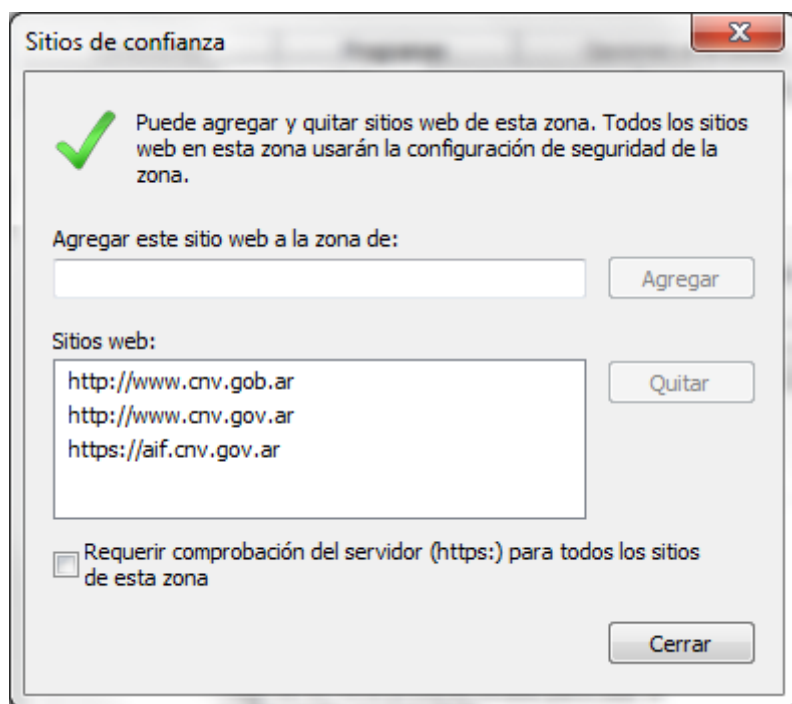 Sitios de confianza
Programas
Puede agregar y quitar sitios web de esta zona. Todos los sitios
web en esta zona usarán la configuración de seguridad de la
zona.
Agregar este sitio web a la zona de:
Agregar
Sitios web:
http://www.cnv.gob.ar
http://www.cnv.gov.ar
https://aif.cnv.gov.ar
Quitar
Requerir comprobación del servidor (https:) para todos los sitios
de esta zona
Cerrar